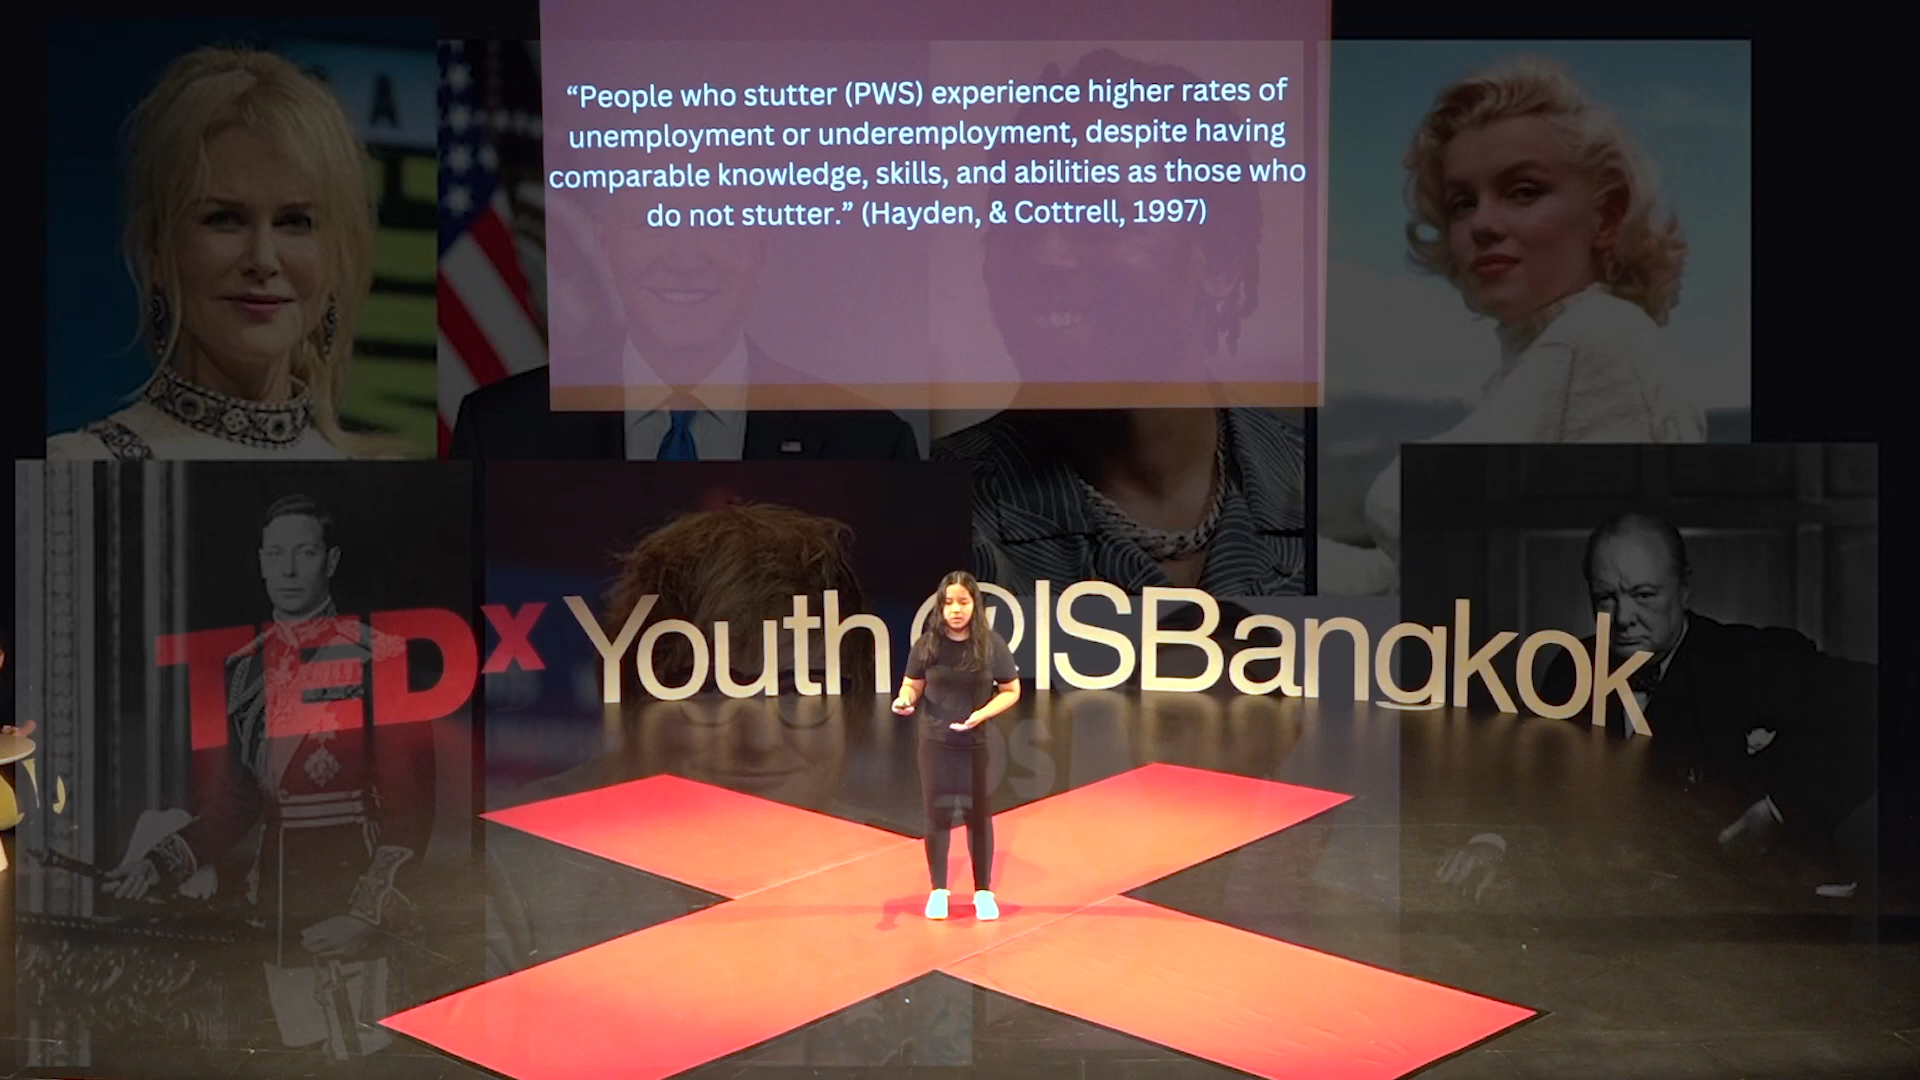 “People who stutter (PWS) experience higher rates of
unemployment or underemployment, despite having
comparable knowledge, skills, and abilities as those who
do not stutter.” (Hayden, & Cottrell, 1997)
TEDx Youth @ISBangkok